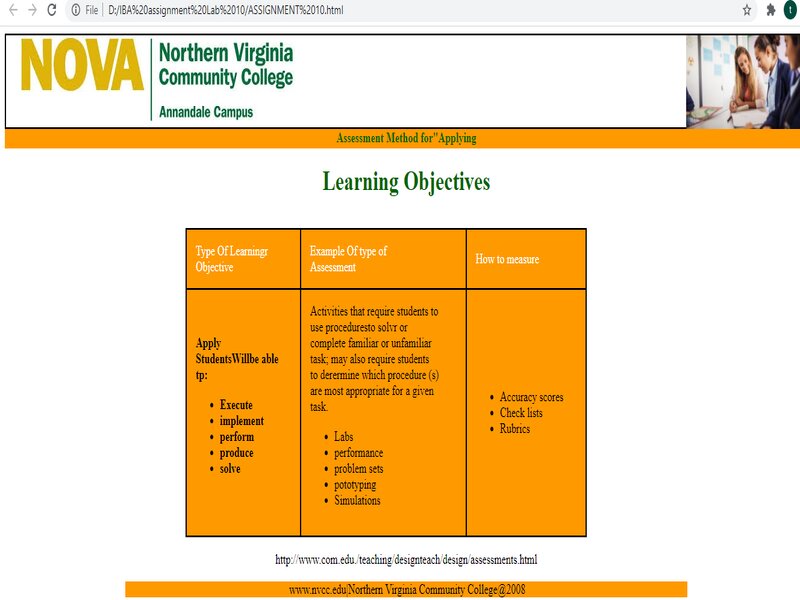 File | D:/IBA%20assignment%20Lab%2010/ASSIGNMENT%2010.html
t
NOVA
Northern Virginia
Community College
Annandale Campus
Assessment Method for"Applying
Learning Objectives
Type Of Learningr
Objective
Example Of type of
Assessment
How to measure
Apply
StudentsWillbe able
tp:
• Execute
• implement
• perform
• produce
• solve
Activities that require students to
use proceduresto solvr or
complete familiar or unfamiliar
task; may also require students
to derermine which procedure (s)
are most appropriate for a given
task.
• Labs
• performance
• problem sets
• pototyping
• Simulations
• Accuracy scores
• Check lists
• Rubrics
http://www.com.edu./teaching/designteach/design/assessments.html
www.nvcc.edu|Northern Virginia Community College@2008